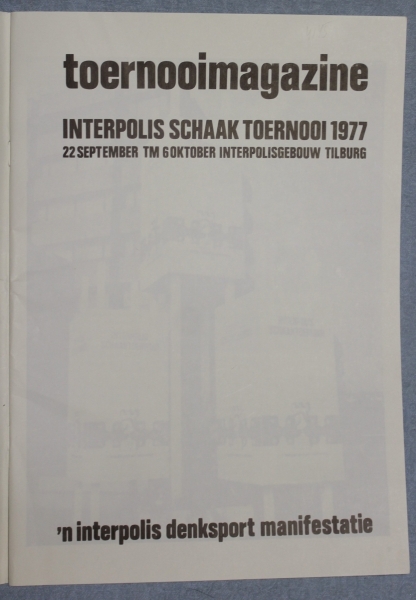 toernooimagazine
INTERPOLIS SCHAAK TOERNOOI 1977
22 SEPTEMBER TM 6 OKTOBER INTERPOLISGEBOUW TILBURG
'n interpolis denksport manifestatie